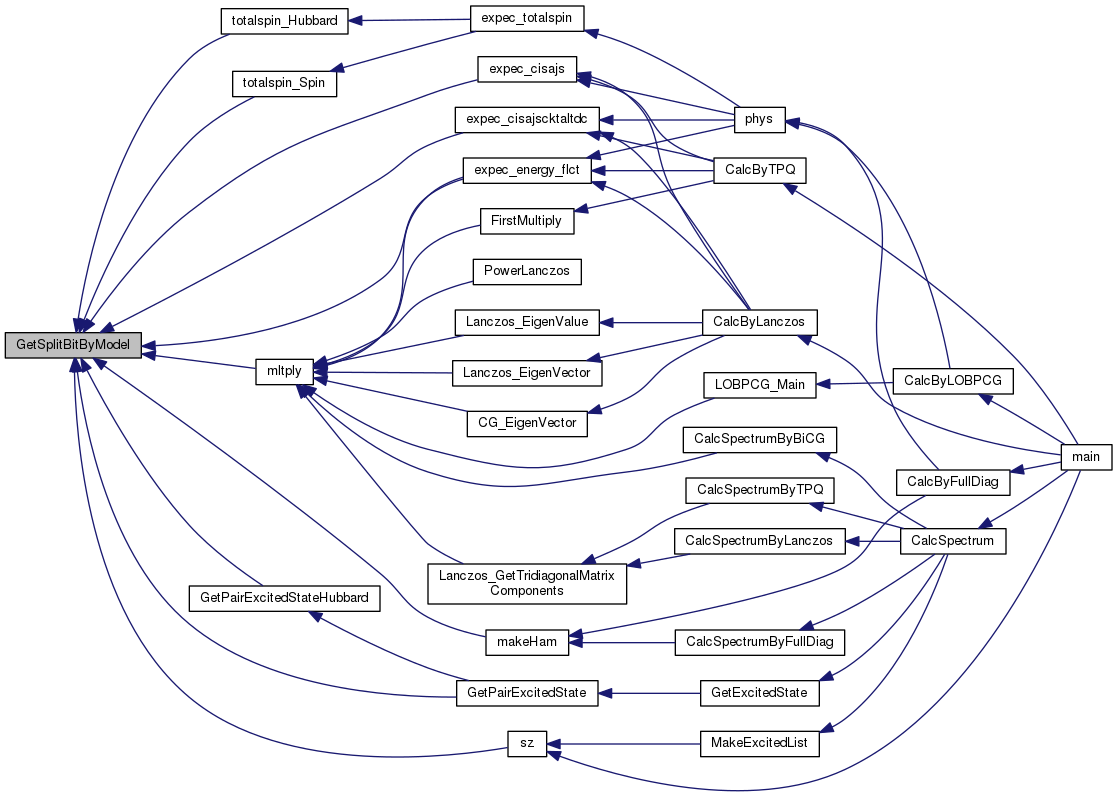 totalspin_Hubbard
expec_totalspin
totalspin_Spin
expec_cisajs
expec_cisajscktaltdc
phys
expec_energy_flct
CalcByTPQ
FirstMultiply
PowerLanczos
GetSplitBitByModel
mltply
Lanczos_EigenValue
CalcByLanczos
Lanczos_EigenVector
LOBPCG_Main
CalcByLOBPCG
CG_EigenVector
CalcSpectrumByBiCG
main
CalcSpectrumByTPQ
CalcByFullDiag
CalcSpectrumByLanczos
CalcSpectrum
Lanczos_GetTridiagonalMatrix
Components
GetPairExcitedStateHubbard
makeHam
CalcSpectrumByFullDiag
GetPairExcitedState
GetExcitedState
sz
MakeExcitedList